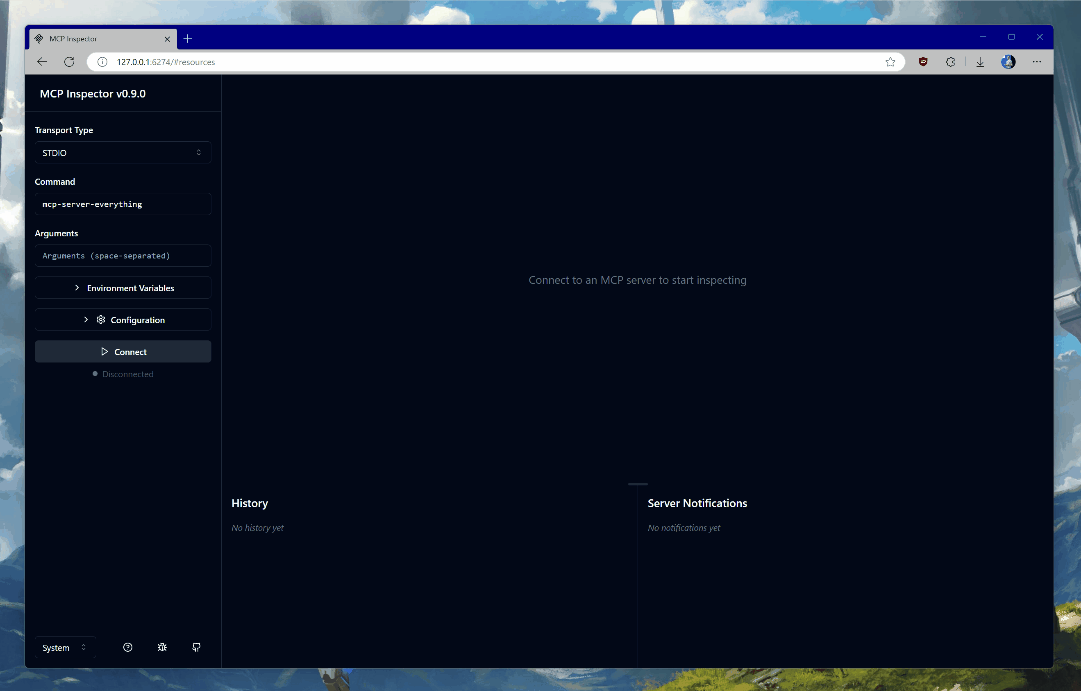 MCP Inspector
127.0.0.1:6274/#resources
MCP Inspector v0.9.0
Transport Type
STDIO
Command
mcp-server-everything
Arguments
Arguments (space-separated)
Environment Variables
Configuration
Connect
Disconnected
Connect to an MCP server to start inspecting
History
No history yet
Server Notifications
No notifications yet
System